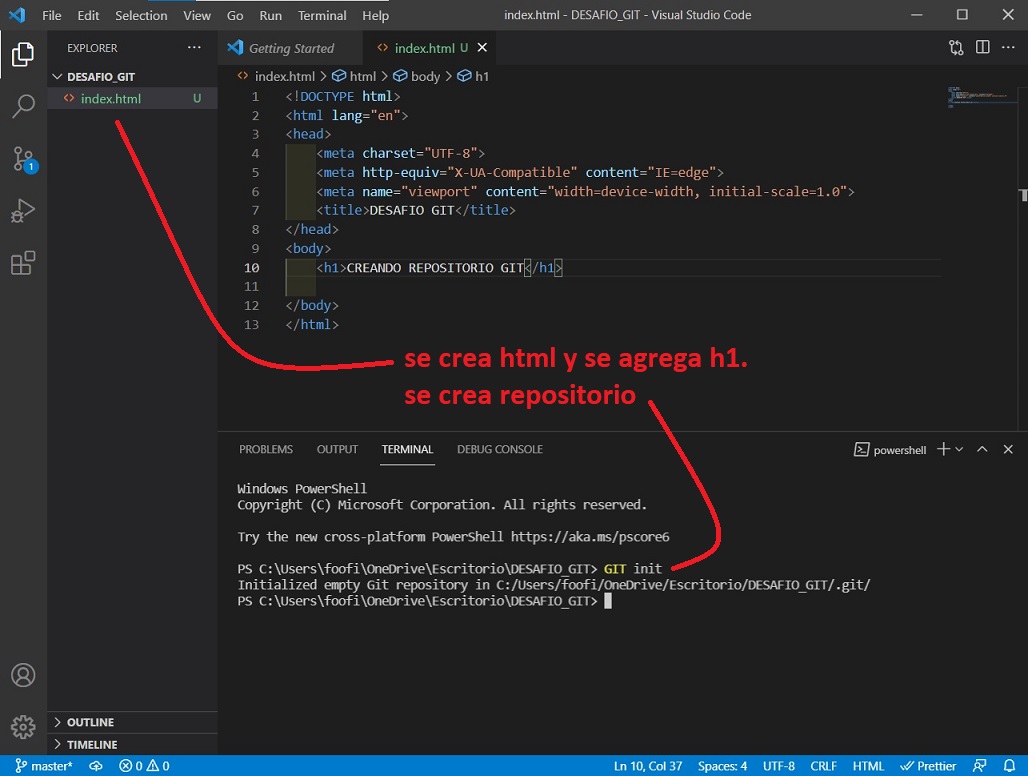 File Edit Selection View Go Run Terminal Help index.html - DESAFIO_GIT - Visual Studio Code
EXPLORER ...
DESAFIO_GIT
index.html U
Getting Started index.html U
index.html > html > body > h1
1 <!DOCTYPE html>
2 <html lang="en">
3 <head>
4 <meta charset="UTF-8">
5 <meta http-equiv="X-UA-Compatible" content="IE=edge">
6 <meta name="viewport" content="width=device-width, initial-scale=1.0">
7 <title>DESAFIO GIT</title>
8 </head>
9 <body>
10 <h1>CREANDO REPOSITORIO GIT</h1>
11
12 </body>
13 </html>
se crea html y se agrega h1.
se crea repositorio
PROBLEMS OUTPUT TERMINAL DEBUG CONSOLE powershell
Windows PowerShell
Copyright (C) Microsoft Corporation. All rights reserved.
Try the new cross-platform PowerShell https://aka.ms/pscore6
PS C:\Users\foofi\OneDrive\Escritorio\DESAFIO_GIT> GIT init
Initialized empty Git repository in C:/Users/foofi/OneDrive/Escritorio/DESAFIO_GIT/.git/
PS C:\Users\foofi\OneDrive\Escritorio\DESAFIO_GIT>
1
OUTLINE
TIMELINE
master* 0 0 Ln 10, Col 37 Spaces: 4 UTF-8 CRLF HTML Prettier